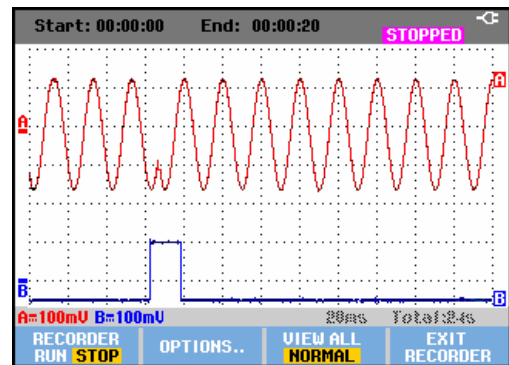 Start: 00:00:00 End: 00:00:20
STOPPED
A
A
B
B
A=100mV B=100mV 20ms Total:24s
RECORDER OPTIONS.. VIEW ALL EXIT
RUN STOP NORMAL RECORDER